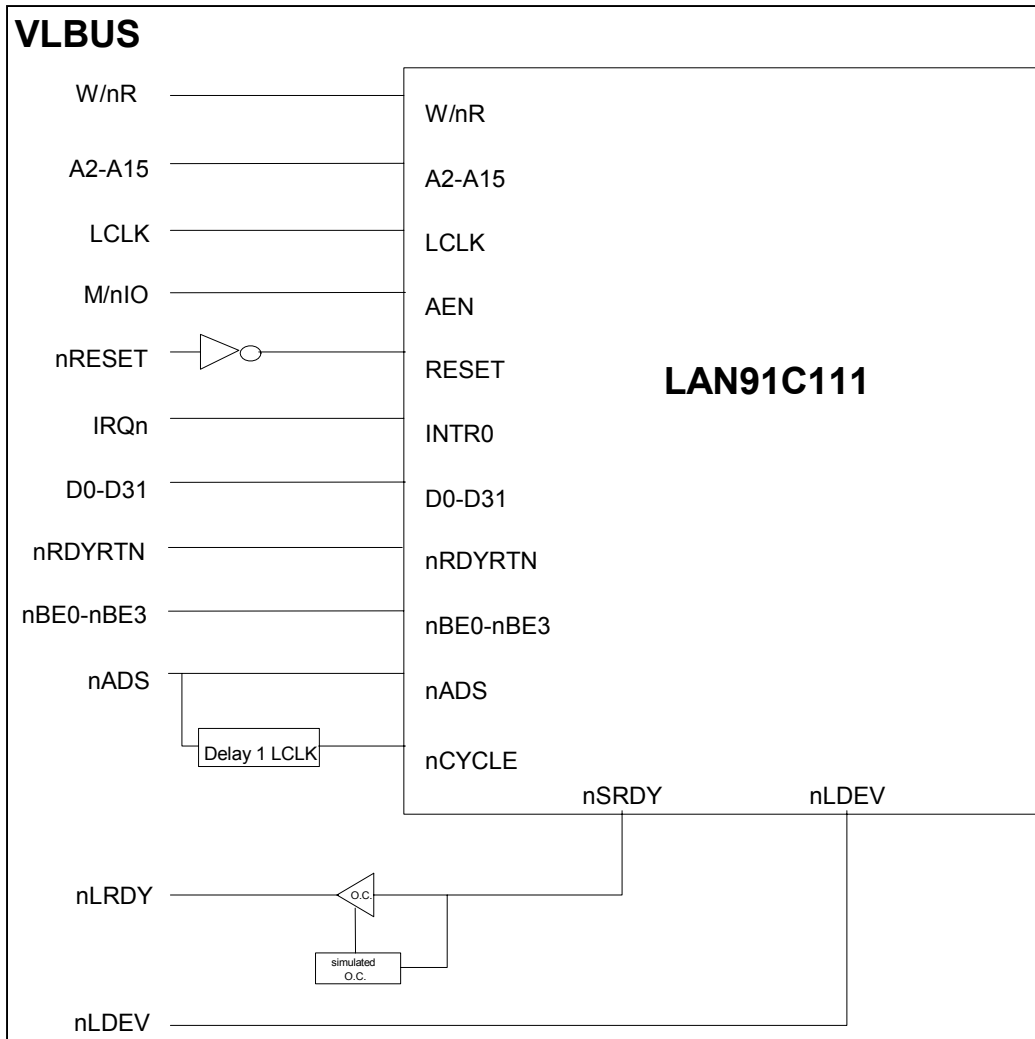 VLBUS
W/nR
W/nR
A2-A15
A2-A15
LCLK
LCLK
M/nIO
AEN
nRESET
RESET
LAN91C111
IRQn
INTR0
D0-D31
D0-D31
nRDYRTN
nRDYRTN
nBE0-nBE3
nBE0-nBE3
nADS
nADS
Delay 1 LCLK
nCYCLE
nSRDY
nLDEV
nLRDY
O.C.
simulated
O.C.
nLDEV